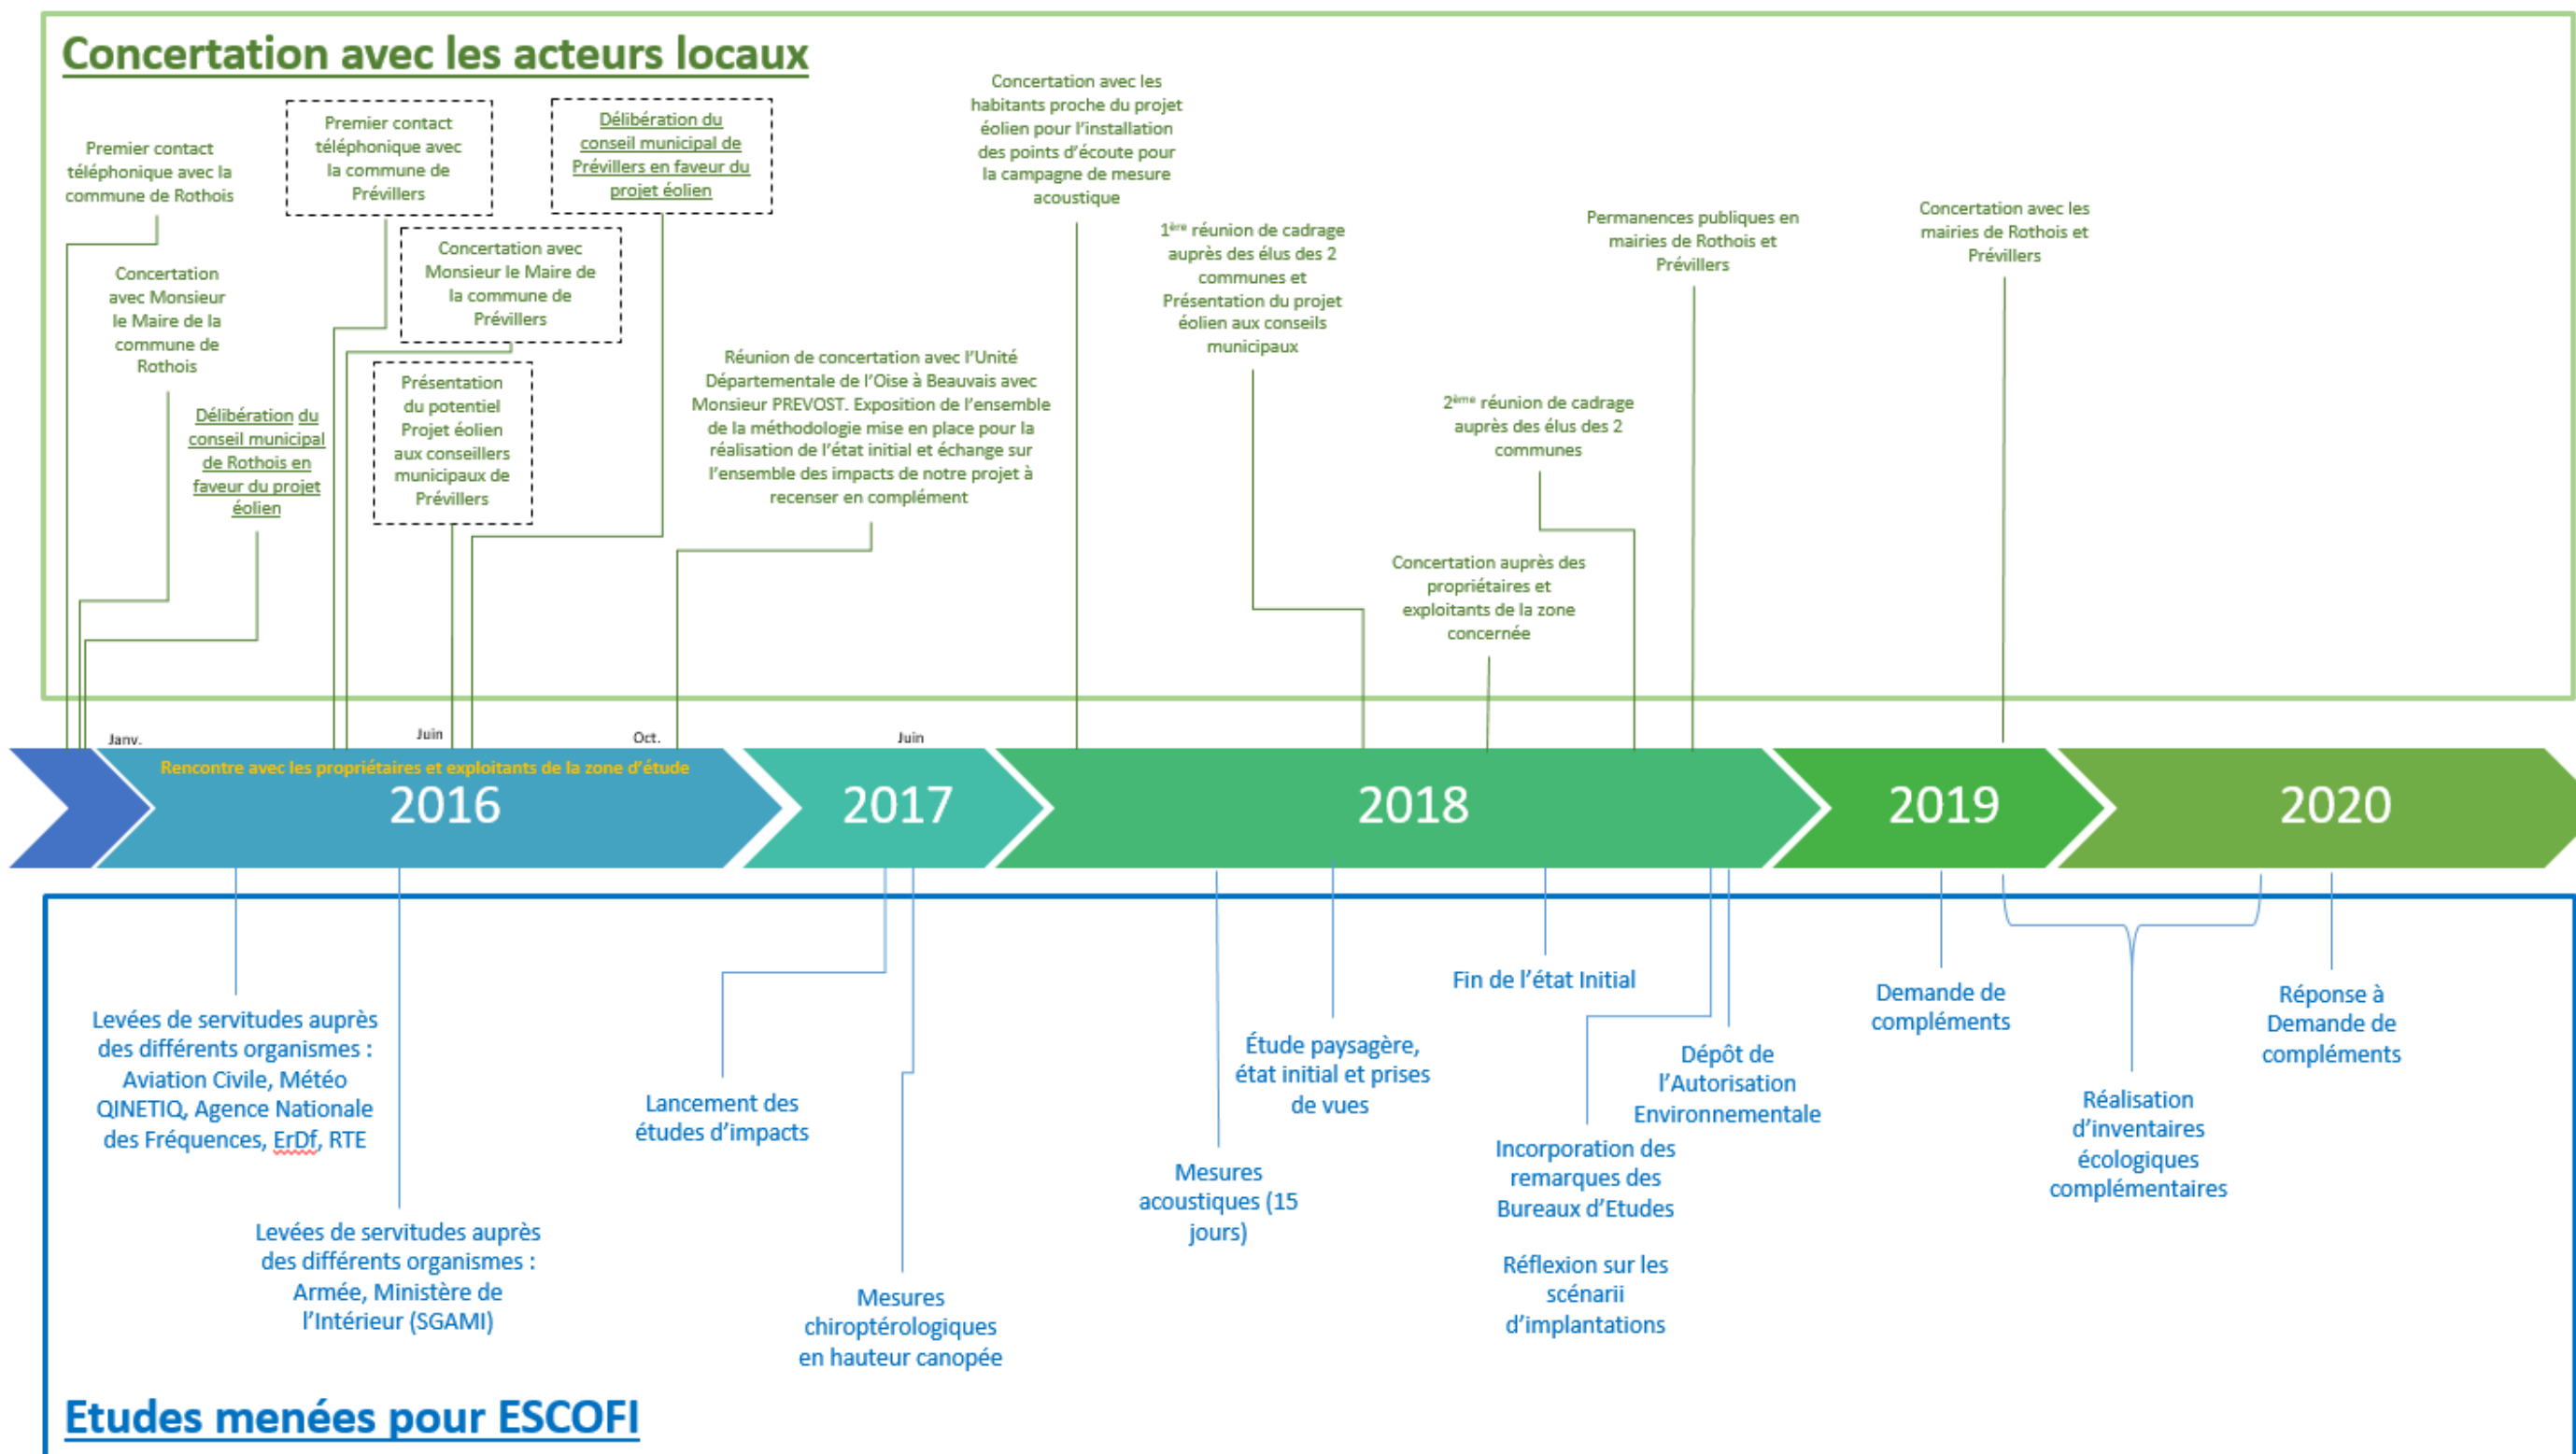 Concertation avec les acteurs locaux
Premier contact
téléphonique avec la
commune de Rothois
Concertation
avec Monsieur
le Maire de la
commune de
Rothois
Délibération du
conseil municipal
de Rothois en
faveur du projet
éolien
Premier contact
téléphonique avec
la commune de
Prévillers
Concertation avec
Monsieur le Maire de
la commune de
Prévillers
Présentation
du potentiel
Projet éolien
aux conseillers
municipaux de
Prévillers
Délibération du
conseil municipal de
Prévillers en faveur du
projet éolien
Réunion de concertation avec l'Unité
Départementale de l'Oise à Beauvais avec
Monsieur PREVOST. Exposition de l'ensemble
de la méthodologie mise en place pour la
réalisation de l'état initial et échange sur
l'ensemble des impacts de notre projet à
recenser en complément
Concertation avec les
habitants proche du projet
éolien pour l'installation
des points d'écoute pour
la campagne de mesure
acoustique
1ère réunion de cadrage
auprès des élus des 2
communes et
Présentation du projet
éolien aux conseils
municipaux
Concertation auprès des
propriétaires et
exploitants de la zone
concernée
2ème réunion de cadrage
auprès des élus des 2
communes
Permanences publiques en
mairies de Rothois et
Prévillers
Concertation avec les
mairies de Rothois et
Prévillers
Janv.
Juin
Oct.
Juin
Rencontre avec les propriétaires et exploitants de la zone d'étude
2016
2017
2018
2019
2020
Levées de servitudes auprès
des différents organismes :
Aviation Civile, Météo
QINETIQ, Agence Nationale
des Fréquences, ErDf, RTE
Levées de servitudes auprès
des différents organismes :
Armée, Ministère de
l'Intérieur (SGAMI)
Lancement des
études d'impacts
Mesures
chiroptérologiques
en hauteur canopée
Mesures
acoustiques (15
jours)
Étude paysagère,
état initial et prises
de vues
Fin de l'état Initial
Incorporation des
remarques des
Bureaux d'Etudes
Réflexion sur les
scénarii
d'implantations
Dépôt de
l'Autorisation
Environnementale
Demande de
compléments
Réalisation
d'inventaires
écologiques
complémentaires
Réponse à
Demande de
compléments
Etudes menées pour ESCOFI